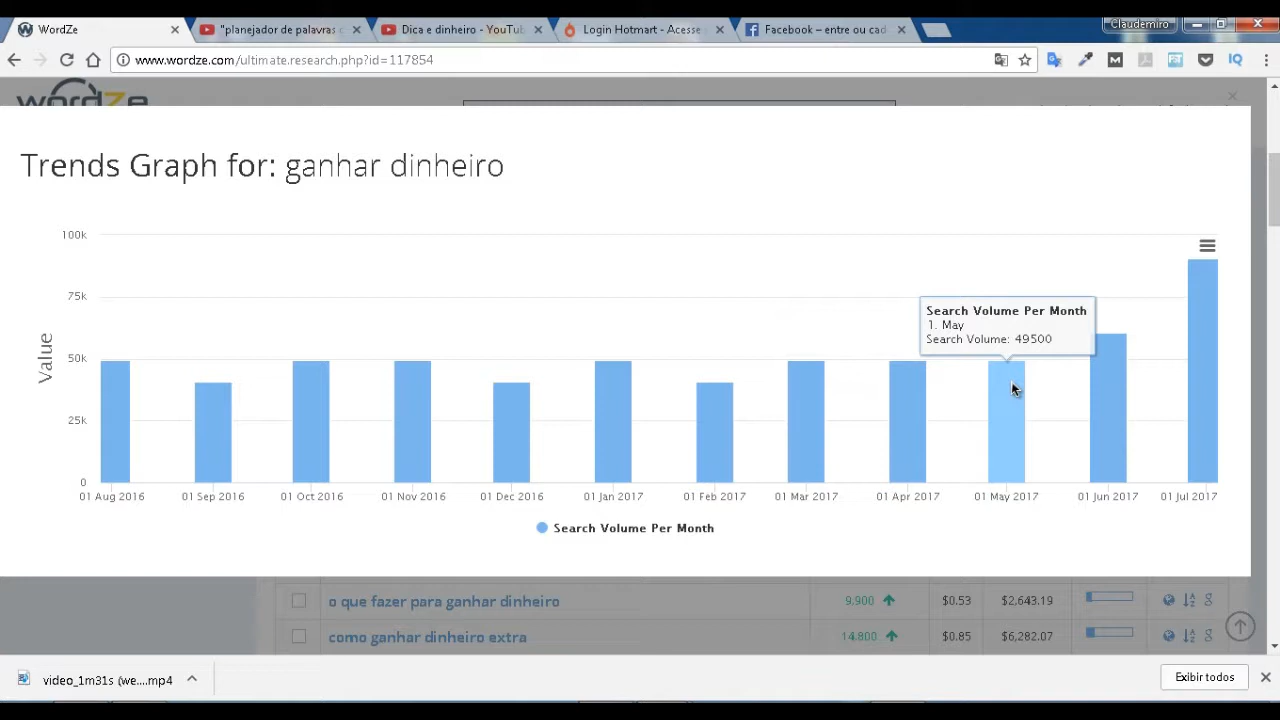 Claudemiro
WordZe
"planejador de palavras c
Dica e dinheiro - YouTu
Login Hotmart - Acesse
Facebook – entre ou cad
www.wordze.com/ultimate.research.php?id=117854
wordze
Trends Graph for: ganhar dinheiro
100k
75k
50k
25k
0
Value
Search Volume Per Month
1. May
Search Volume: 49500
01 Aug 2016
01 Sep 2016
01 Oct 2016
01 Nov 2016
01 Dec 2016
01 Jan 2017
01 Feb 2017
01 Mar 2017
01 Apr 2017
01 May 2017
01 Jun 2017
01 Jul 2017
Search Volume Per Month
o que fazer para ganhar dinheiro 9.900 $0.53 $2,643.19
como ganhar dinheiro extra 14.800 $0.85 $6,282.07
video_1m31s (we....mp4
Exibir todos